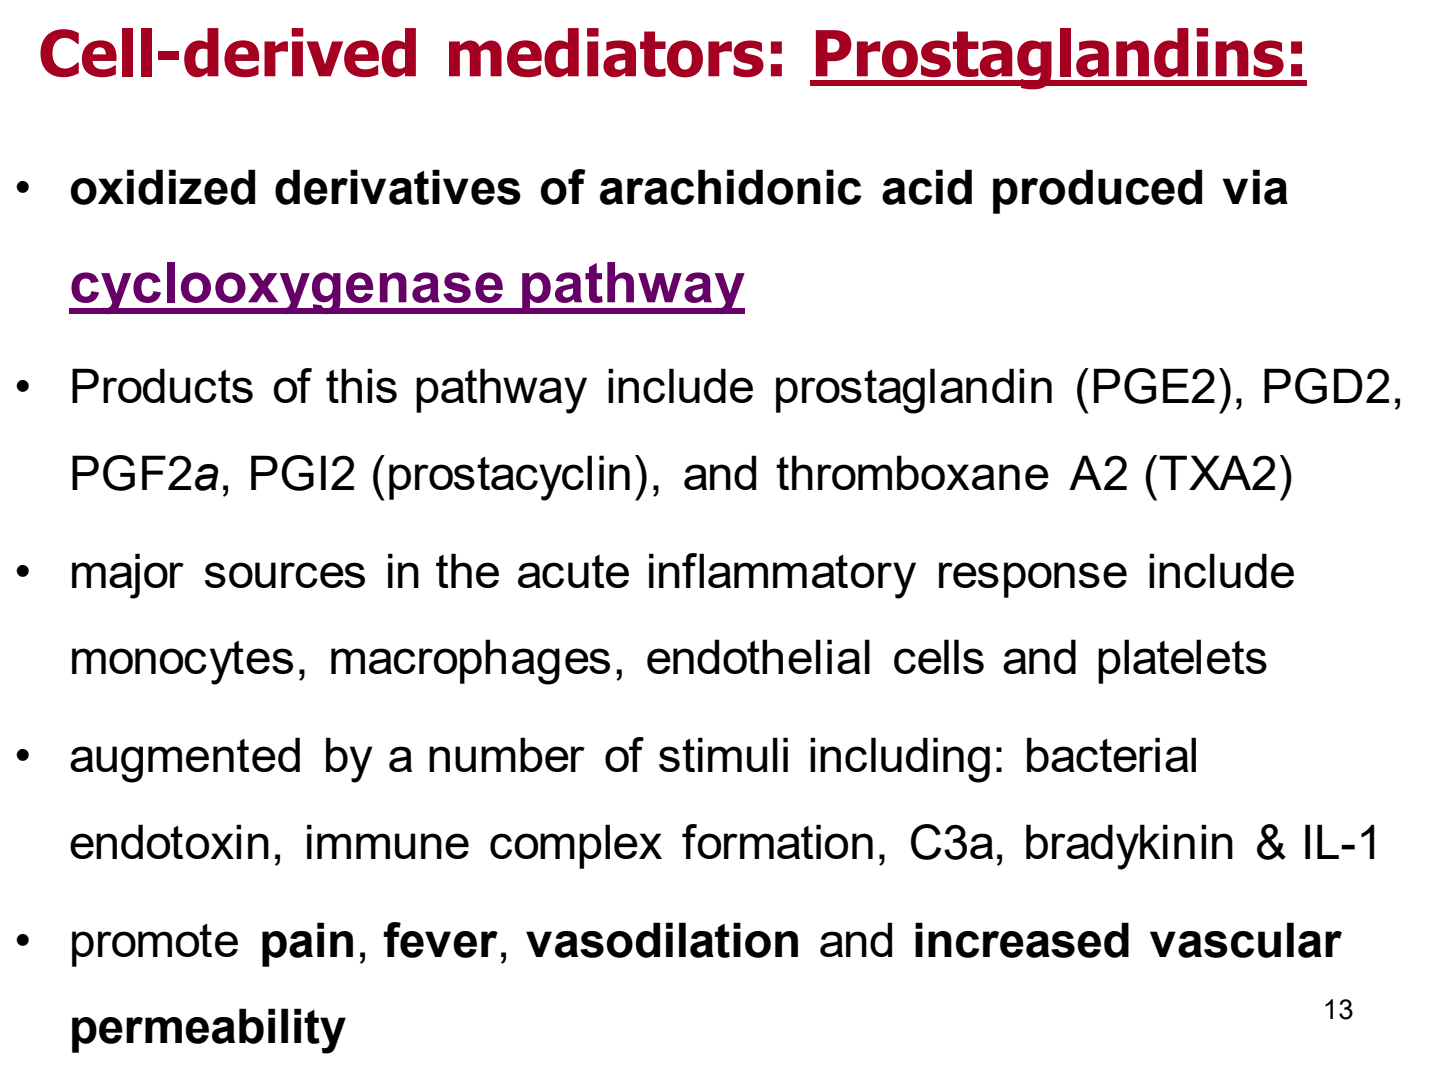 Cell-derived mediators: Prostaglandins:
• oxidized derivatives of arachidonic acid produced via
cyclooxygenase pathway
• Products of this pathway include prostaglandin (PGE2), PGD2,
PGF2a, PGI2 (prostacyclin), and thromboxane A2 (TXA2)
• major sources in the acute inflammatory response include
monocytes, macrophages, endothelial cells and platelets
• augmented by a number of stimuli including: bacterial
endotoxin, immune complex formation, C3a, bradykinin & IL-1
• promote pain, fever, vasodilation and increased vascular
permeability
13